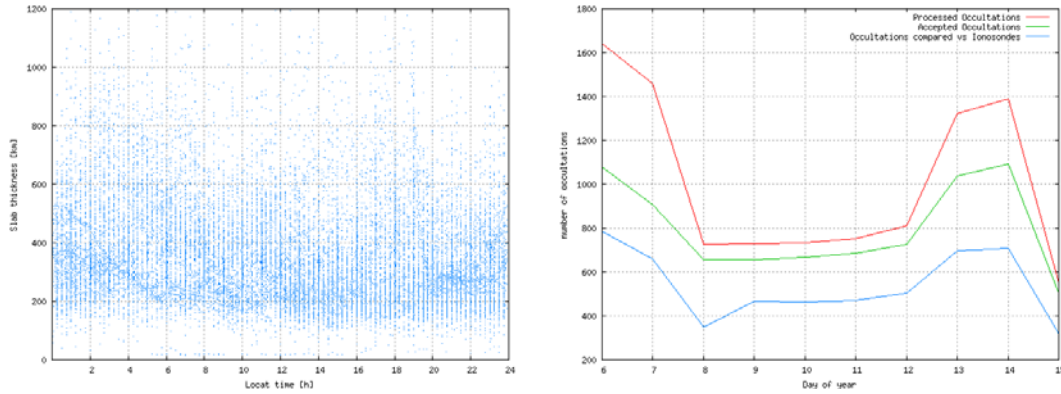 1200
1000
800
600
400
200
0
Slab thickness [km]
2 4 6 8 10 12 14 16 18 20 22 24
Locat time [h]
1800
1600
1400
1200
1000
800
600
400
200
number of occultations
Processed Occultations
Accepted Occultations
Occultations compared vs Ionosondes
6 7 8 9 10 11 12 13 14 15
Day of year